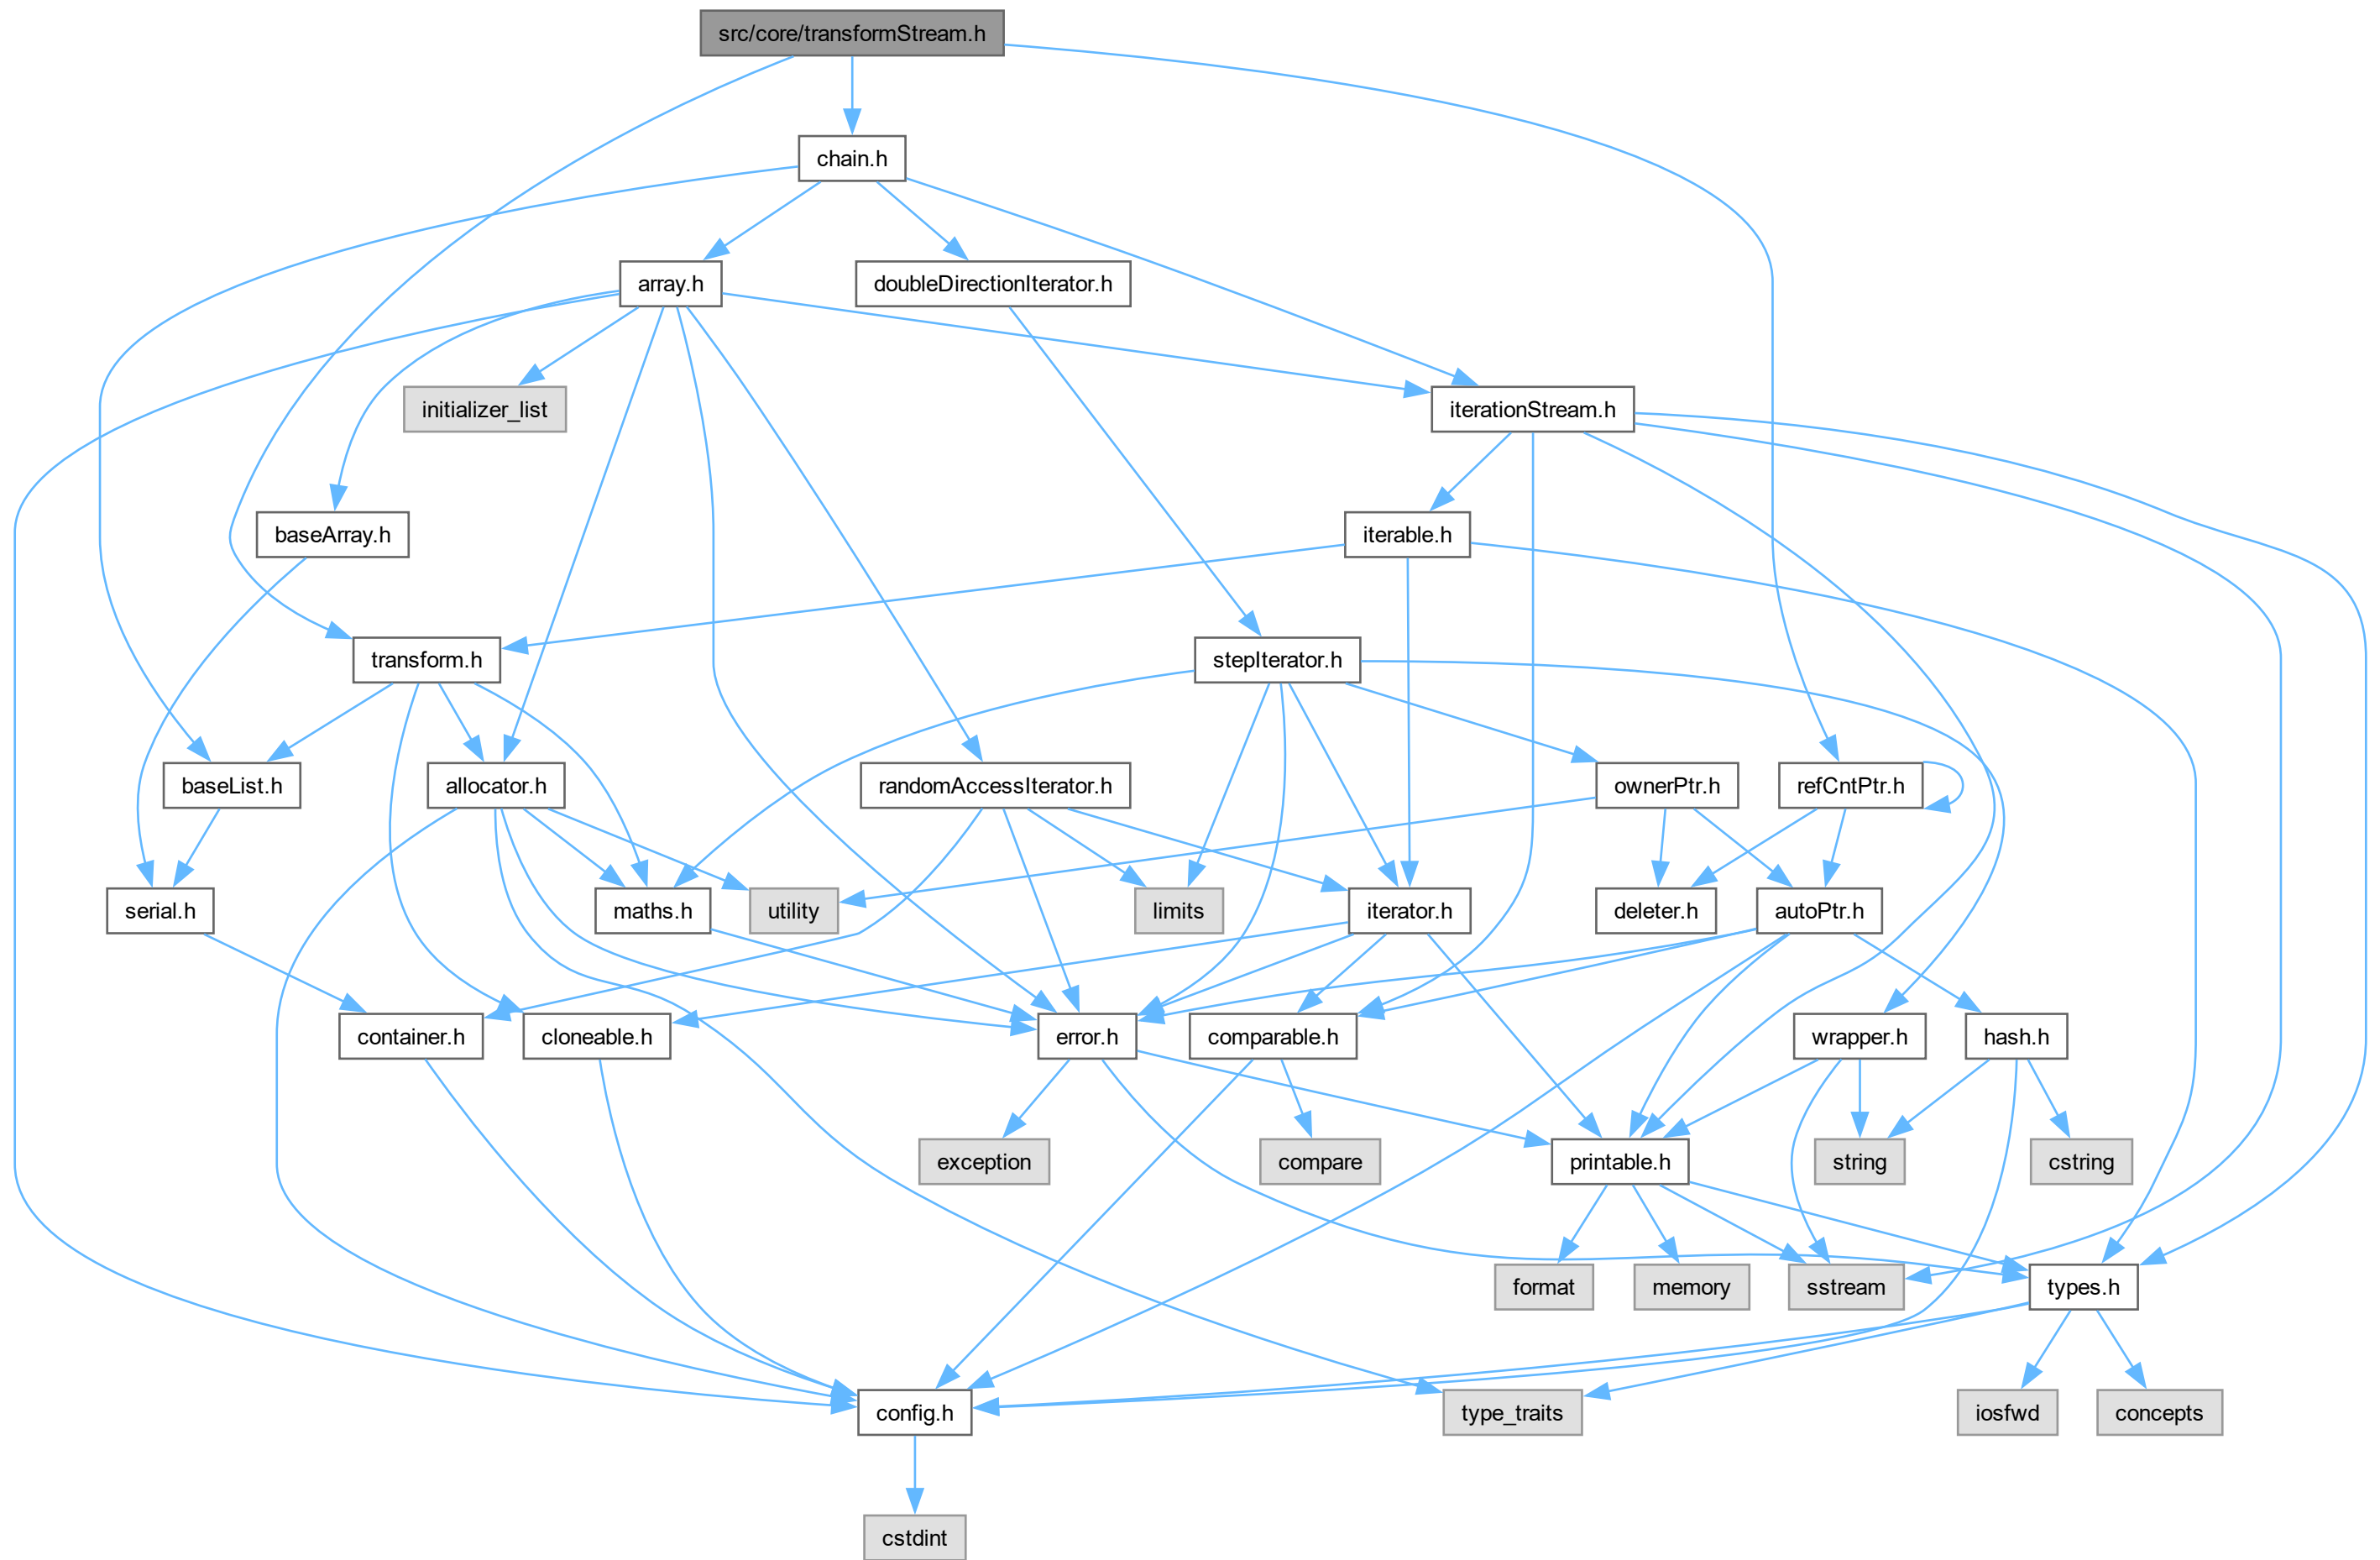 src/core/transformStream.h
chain.h
array.h
doubleDirectionIterator.h
initializer_list
iterationStream.h
baseArray.h
iterable.h
transform.h
stepIterator.h
baseList.h
allocator.h
randomAccessIterator.h
ownerPtr.h
refCntPtr.h
serial.h
maths.h
utility
limits
iterator.h
deleter.h
autoPtr.h
container.h
cloneable.h
error.h
comparable.h
wrapper.h
hash.h
exception
compare
printable.h
string
cstring
format
memory
sstream
types.h
config.h
type_traits
iosfwd
concepts
cstdint